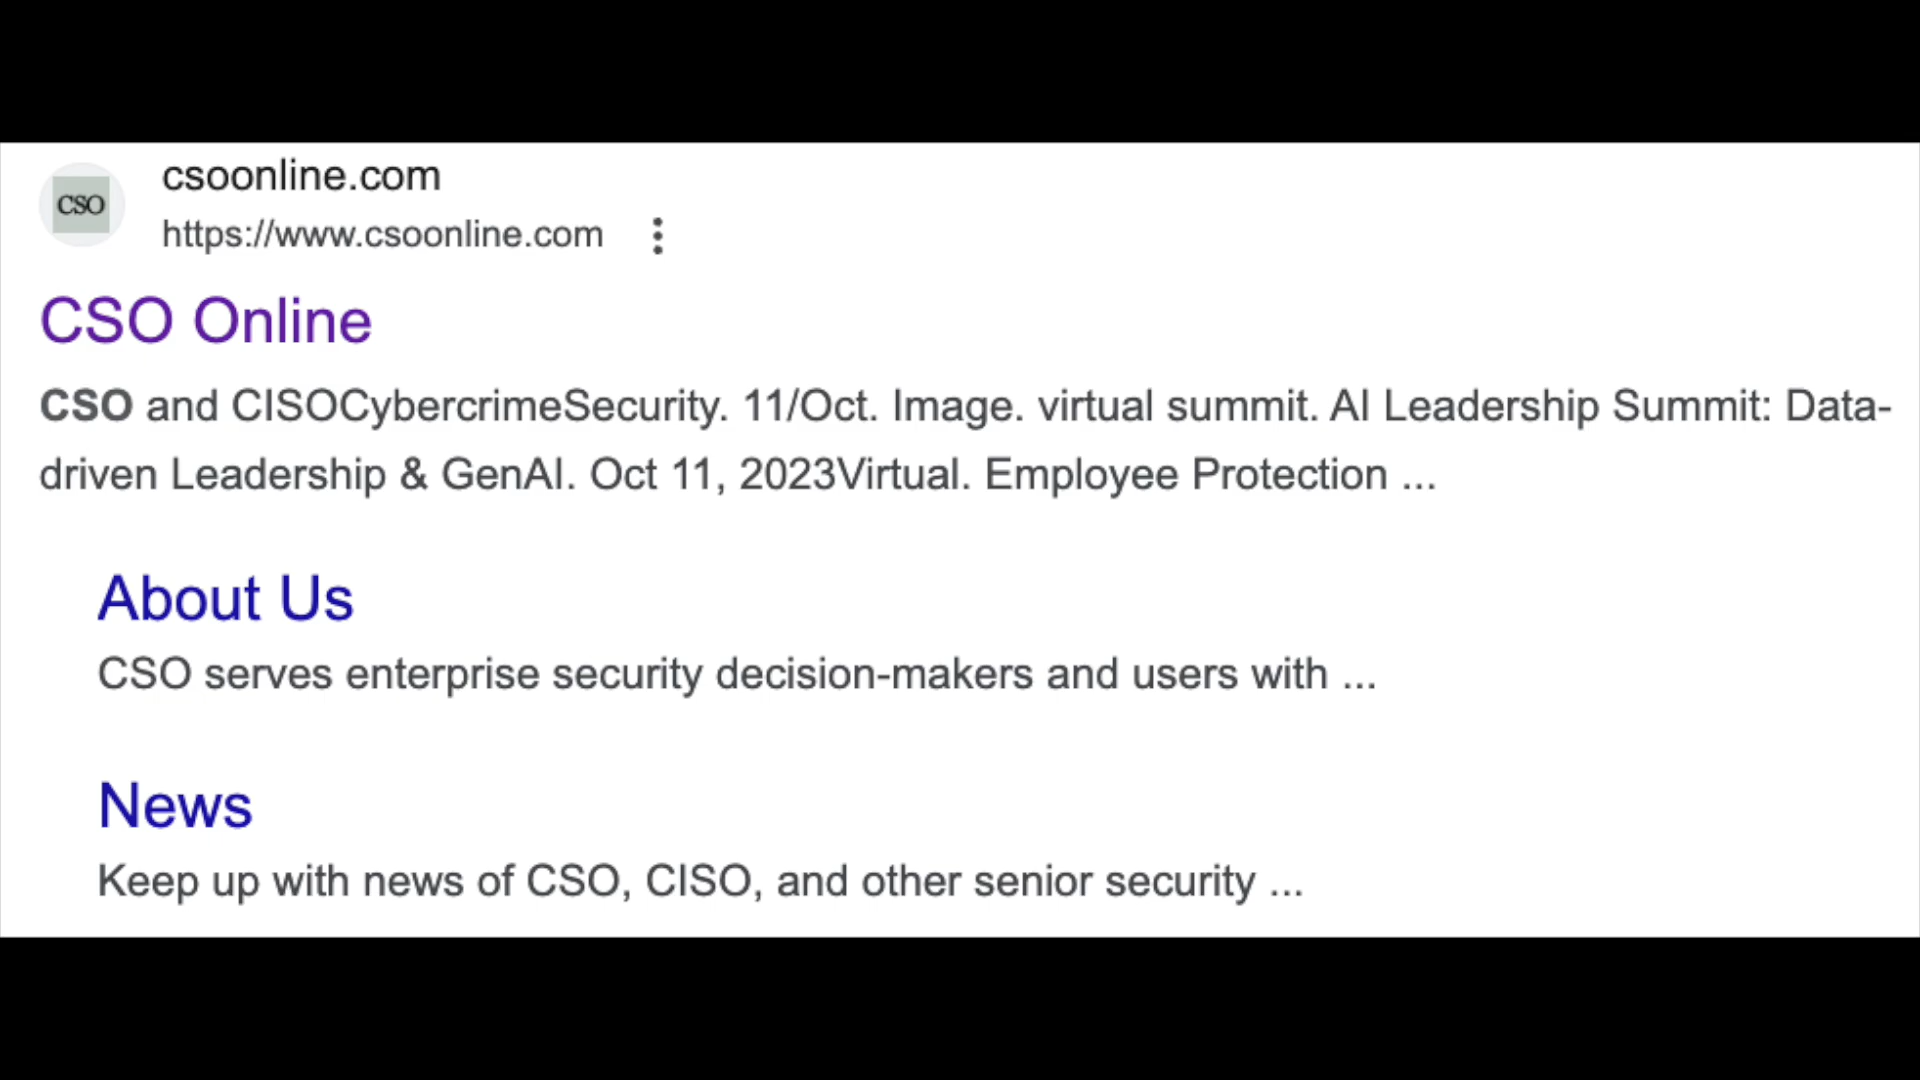 CSO
csoonline.com
https://www.csoonline.com
CSO Online
CSO and CISOCybercrimeSecurity. 11/Oct. Image. virtual summit. AI Leadership Summit: Data-
driven Leadership & GenAI. Oct 11, 2023Virtual. Employee Protection ...
About Us
CSO serves enterprise security decision-makers and users with ...
News
Keep up with news of CSO, CISO, and other senior security ...